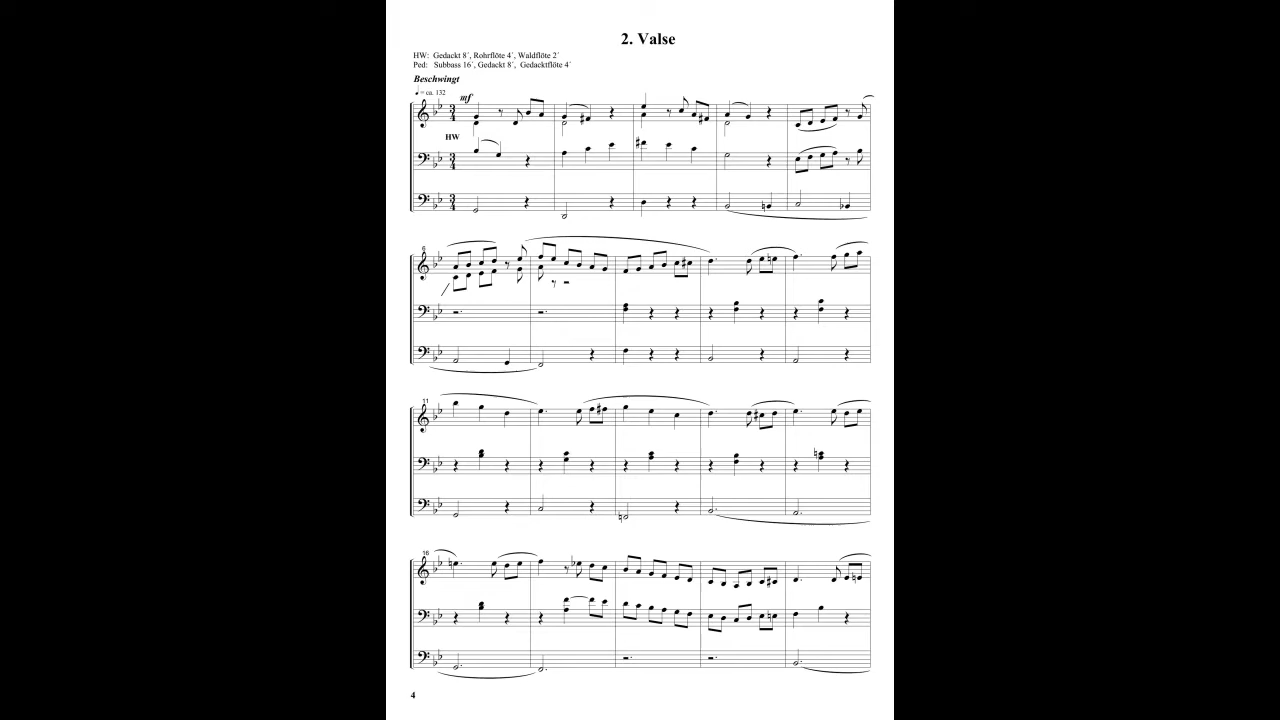 2. Valse
HW: Gedackt 8´, Rohrflöte 4´, Waldflöte 2´
Ped: Subbass 16´, Gedackt 8´, Gedacktflöte 4´
Beschwingt
♩ = ca. 132
mf
HW
6
11
16
4